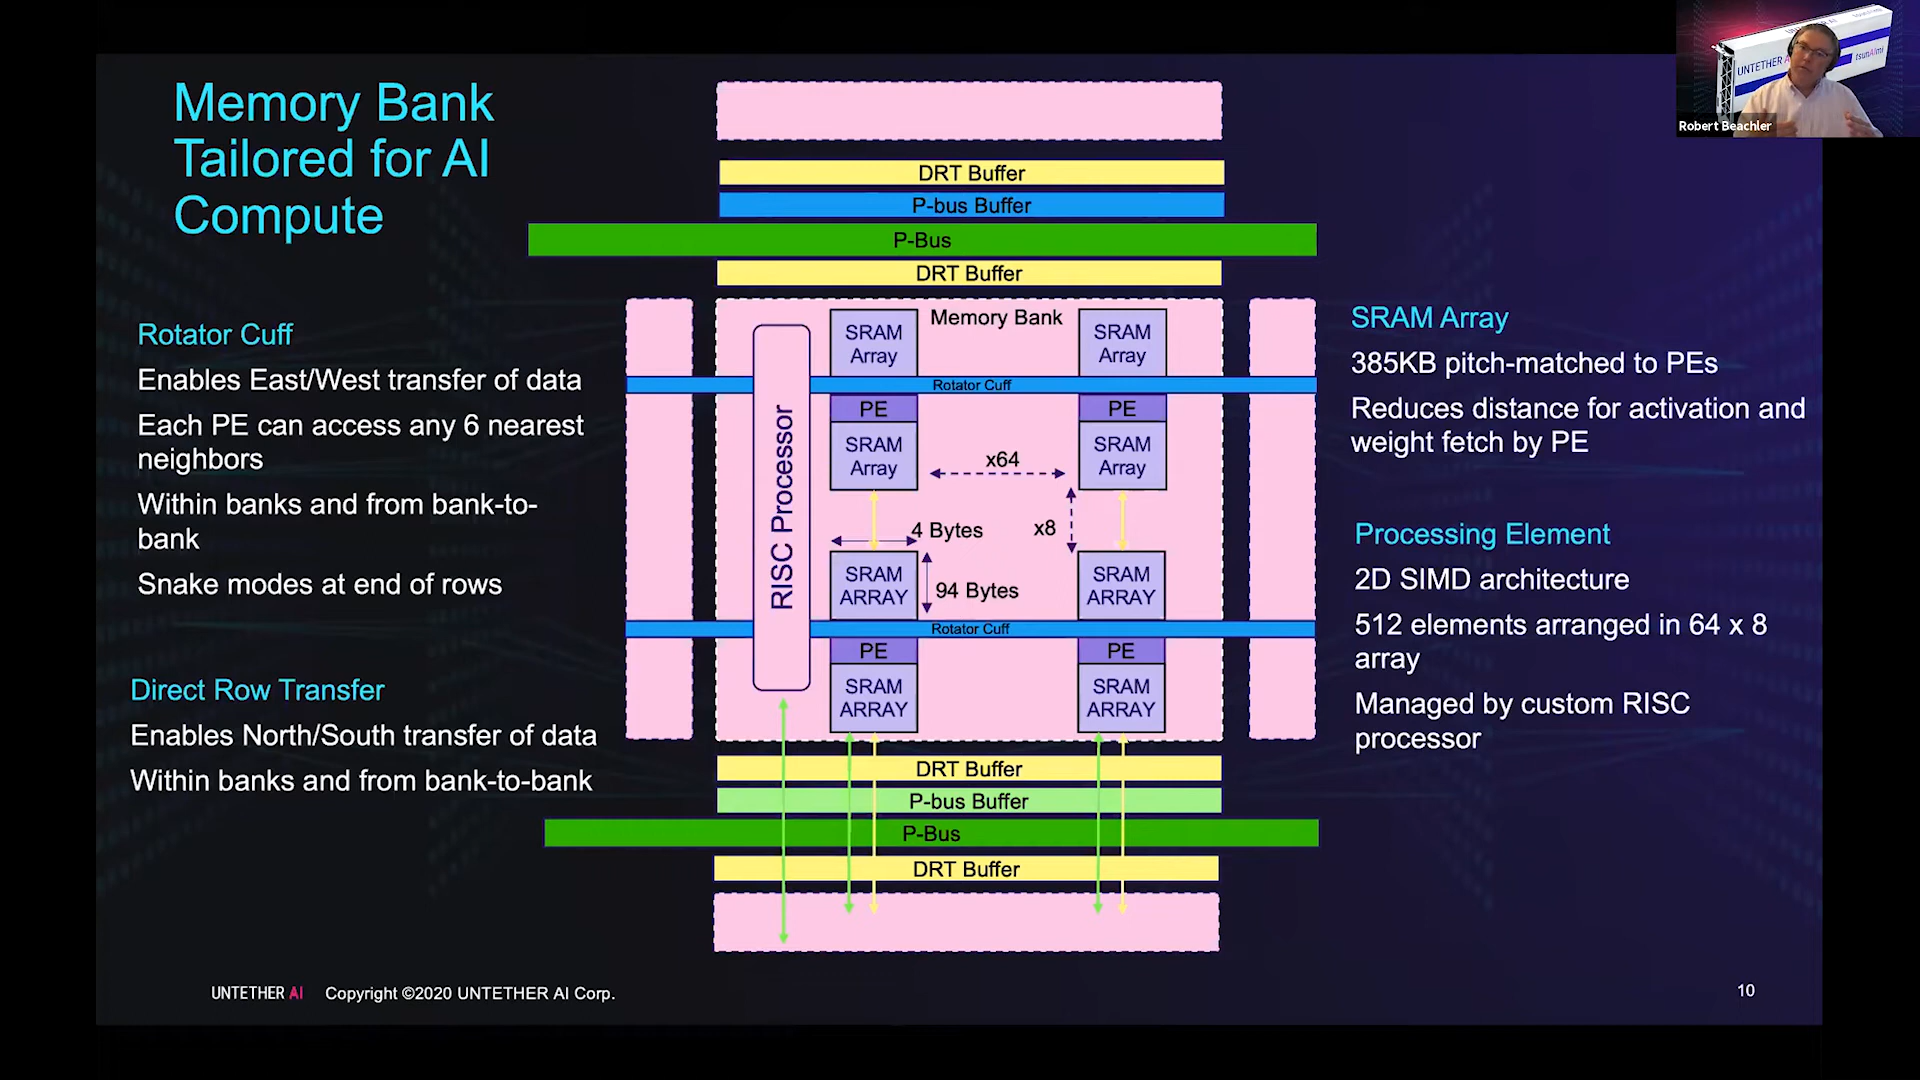 Memory Bank
Tailored for AI
Compute
Rotator Cuff
Enables East/West transfer of data
Each PE can access any 6 nearest
neighbors
Within banks and from bank-to-
bank
Snake modes at end of rows
Direct Row Transfer
Enables North/South transfer of data
Within banks and from bank-to-bank
DRT Buffer
P-bus Buffer
P-Bus
DRT Buffer
Memory Bank
RISC Processor
SRAM
Array
SRAM
Array
Rotator Cuff
PE
PE
SRAM
Array
SRAM
Array
x64
4 Bytes
x8
SRAM
ARRAY
94 Bytes
SRAM
ARRAY
Rotator Cuff
PE
PE
SRAM
ARRAY
SRAM
ARRAY
DRT Buffer
P-bus Buffer
P-Bus
DRT Buffer
SRAM Array
385KB pitch-matched to PEs
Reduces distance for activation and
weight fetch by PE
Processing Element
2D SIMD architecture
512 elements arranged in 64 x 8
array
Managed by custom RISC
processor
UNTETHER AI Copyright ©2020 UNTETHER AI Corp.
10
UNTETHER
tsunAImi
Robert Beachler